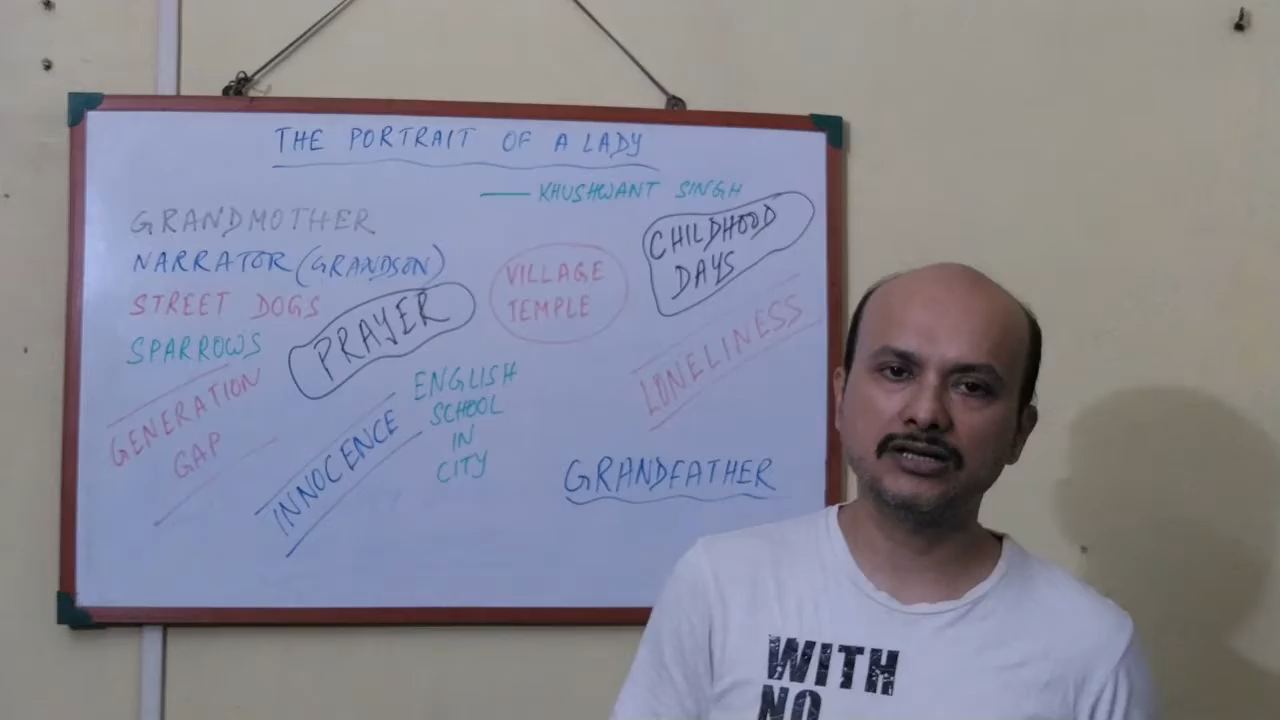 THE PORTRAIT OF A LADY
— KHUSHWANT SINGH
GRANDMOTHER
NARRATOR (GRANDSON)
STREET DOGS
SPARROWS
GENERATION
GAP
PRAYER
INNOCENCE
ENGLISH
SCHOOL
IN
CITY
VILLAGE
TEMPLE
CHILDHOOD
DAYS
LONELINESS
GRANDFATHER
WITH
NO